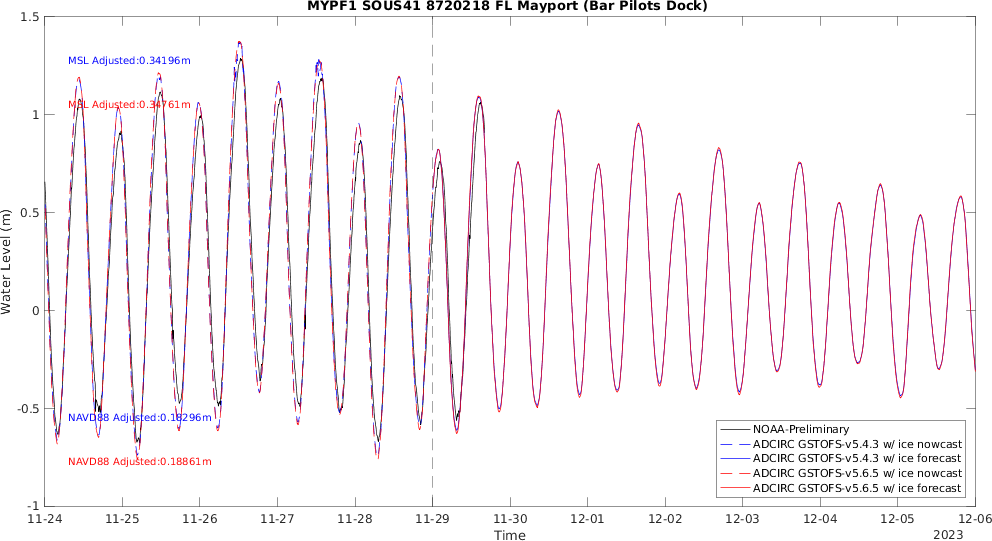 MYPF1 SOUS41 8720218 FL Mayport (Bar Pilots Dock)
1.5
1
0.5
0
-0.5
-1
Water Level (m)
MSL Adjusted:0.34196m
MSL Adjusted:0.34761m
NAVD88 Adjusted:0.18296m
NAVD88 Adjusted:0.18861m
NOAA-Preliminary
ADCIRC GSTOFS-v5.4.3 w/ ice nowcast
ADCIRC GSTOFS-v5.4.3 w/ ice forecast
ADCIRC GSTOFS-v5.6.5 w/ ice nowcast
ADCIRC GSTOFS-v5.6.5 w/ ice forecast
11-24 11-25 11-26 11-27 11-28 11-29 11-30 12-01 12-02 12-03 12-04 12-05 12-06
Time
2023